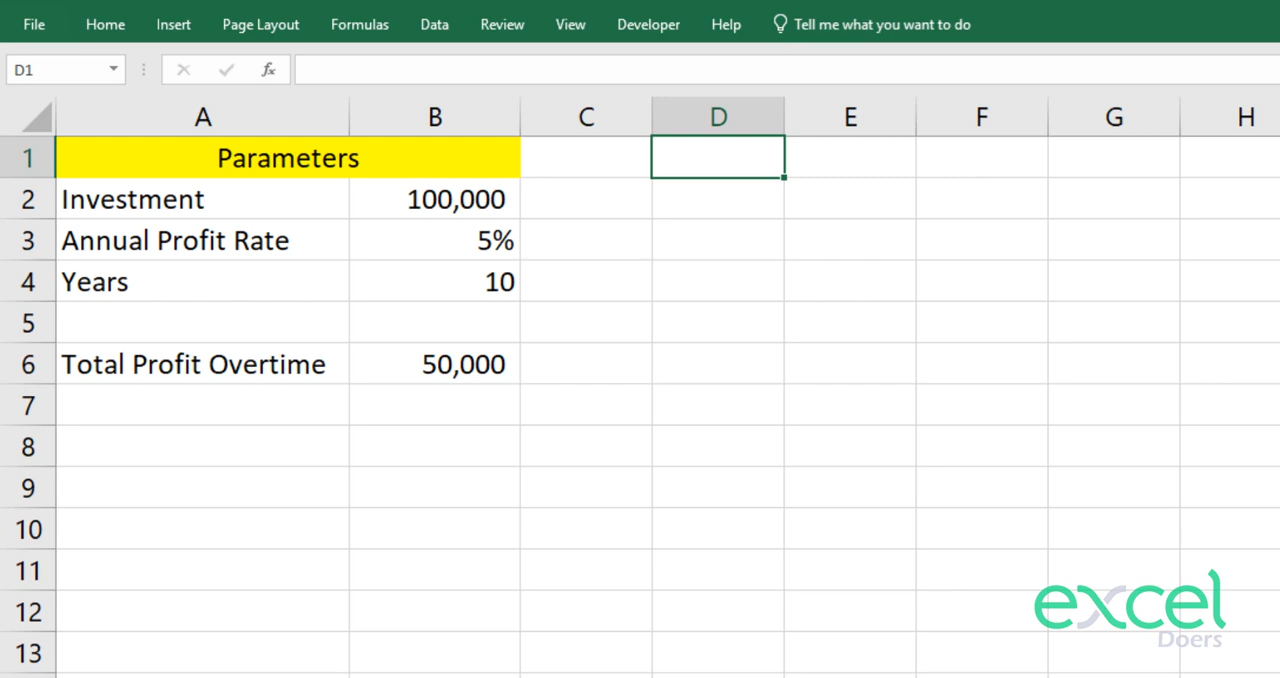 File Home Insert Page Layout Formulas Data Review View Developer Help Tell me what you want to do
D1 fx
A B C D E F G H
1 Parameters
2 Investment 100,000
3 Annual Profit Rate 5%
4 Years 10
5
6 Total Profit Overtime 50,000
7
8
9
10
11
12
13
excel
Doers